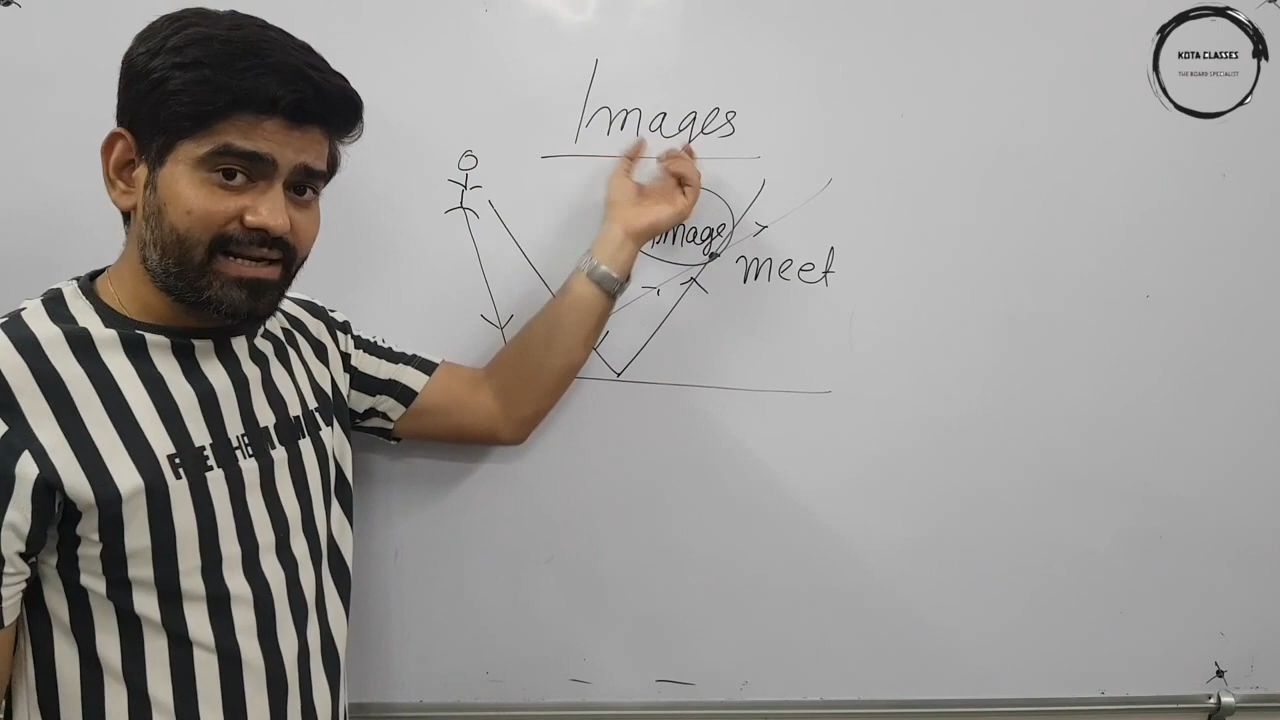 Images
Image
meet
KOTA CLASSES
THE BOARD SPECIALIST